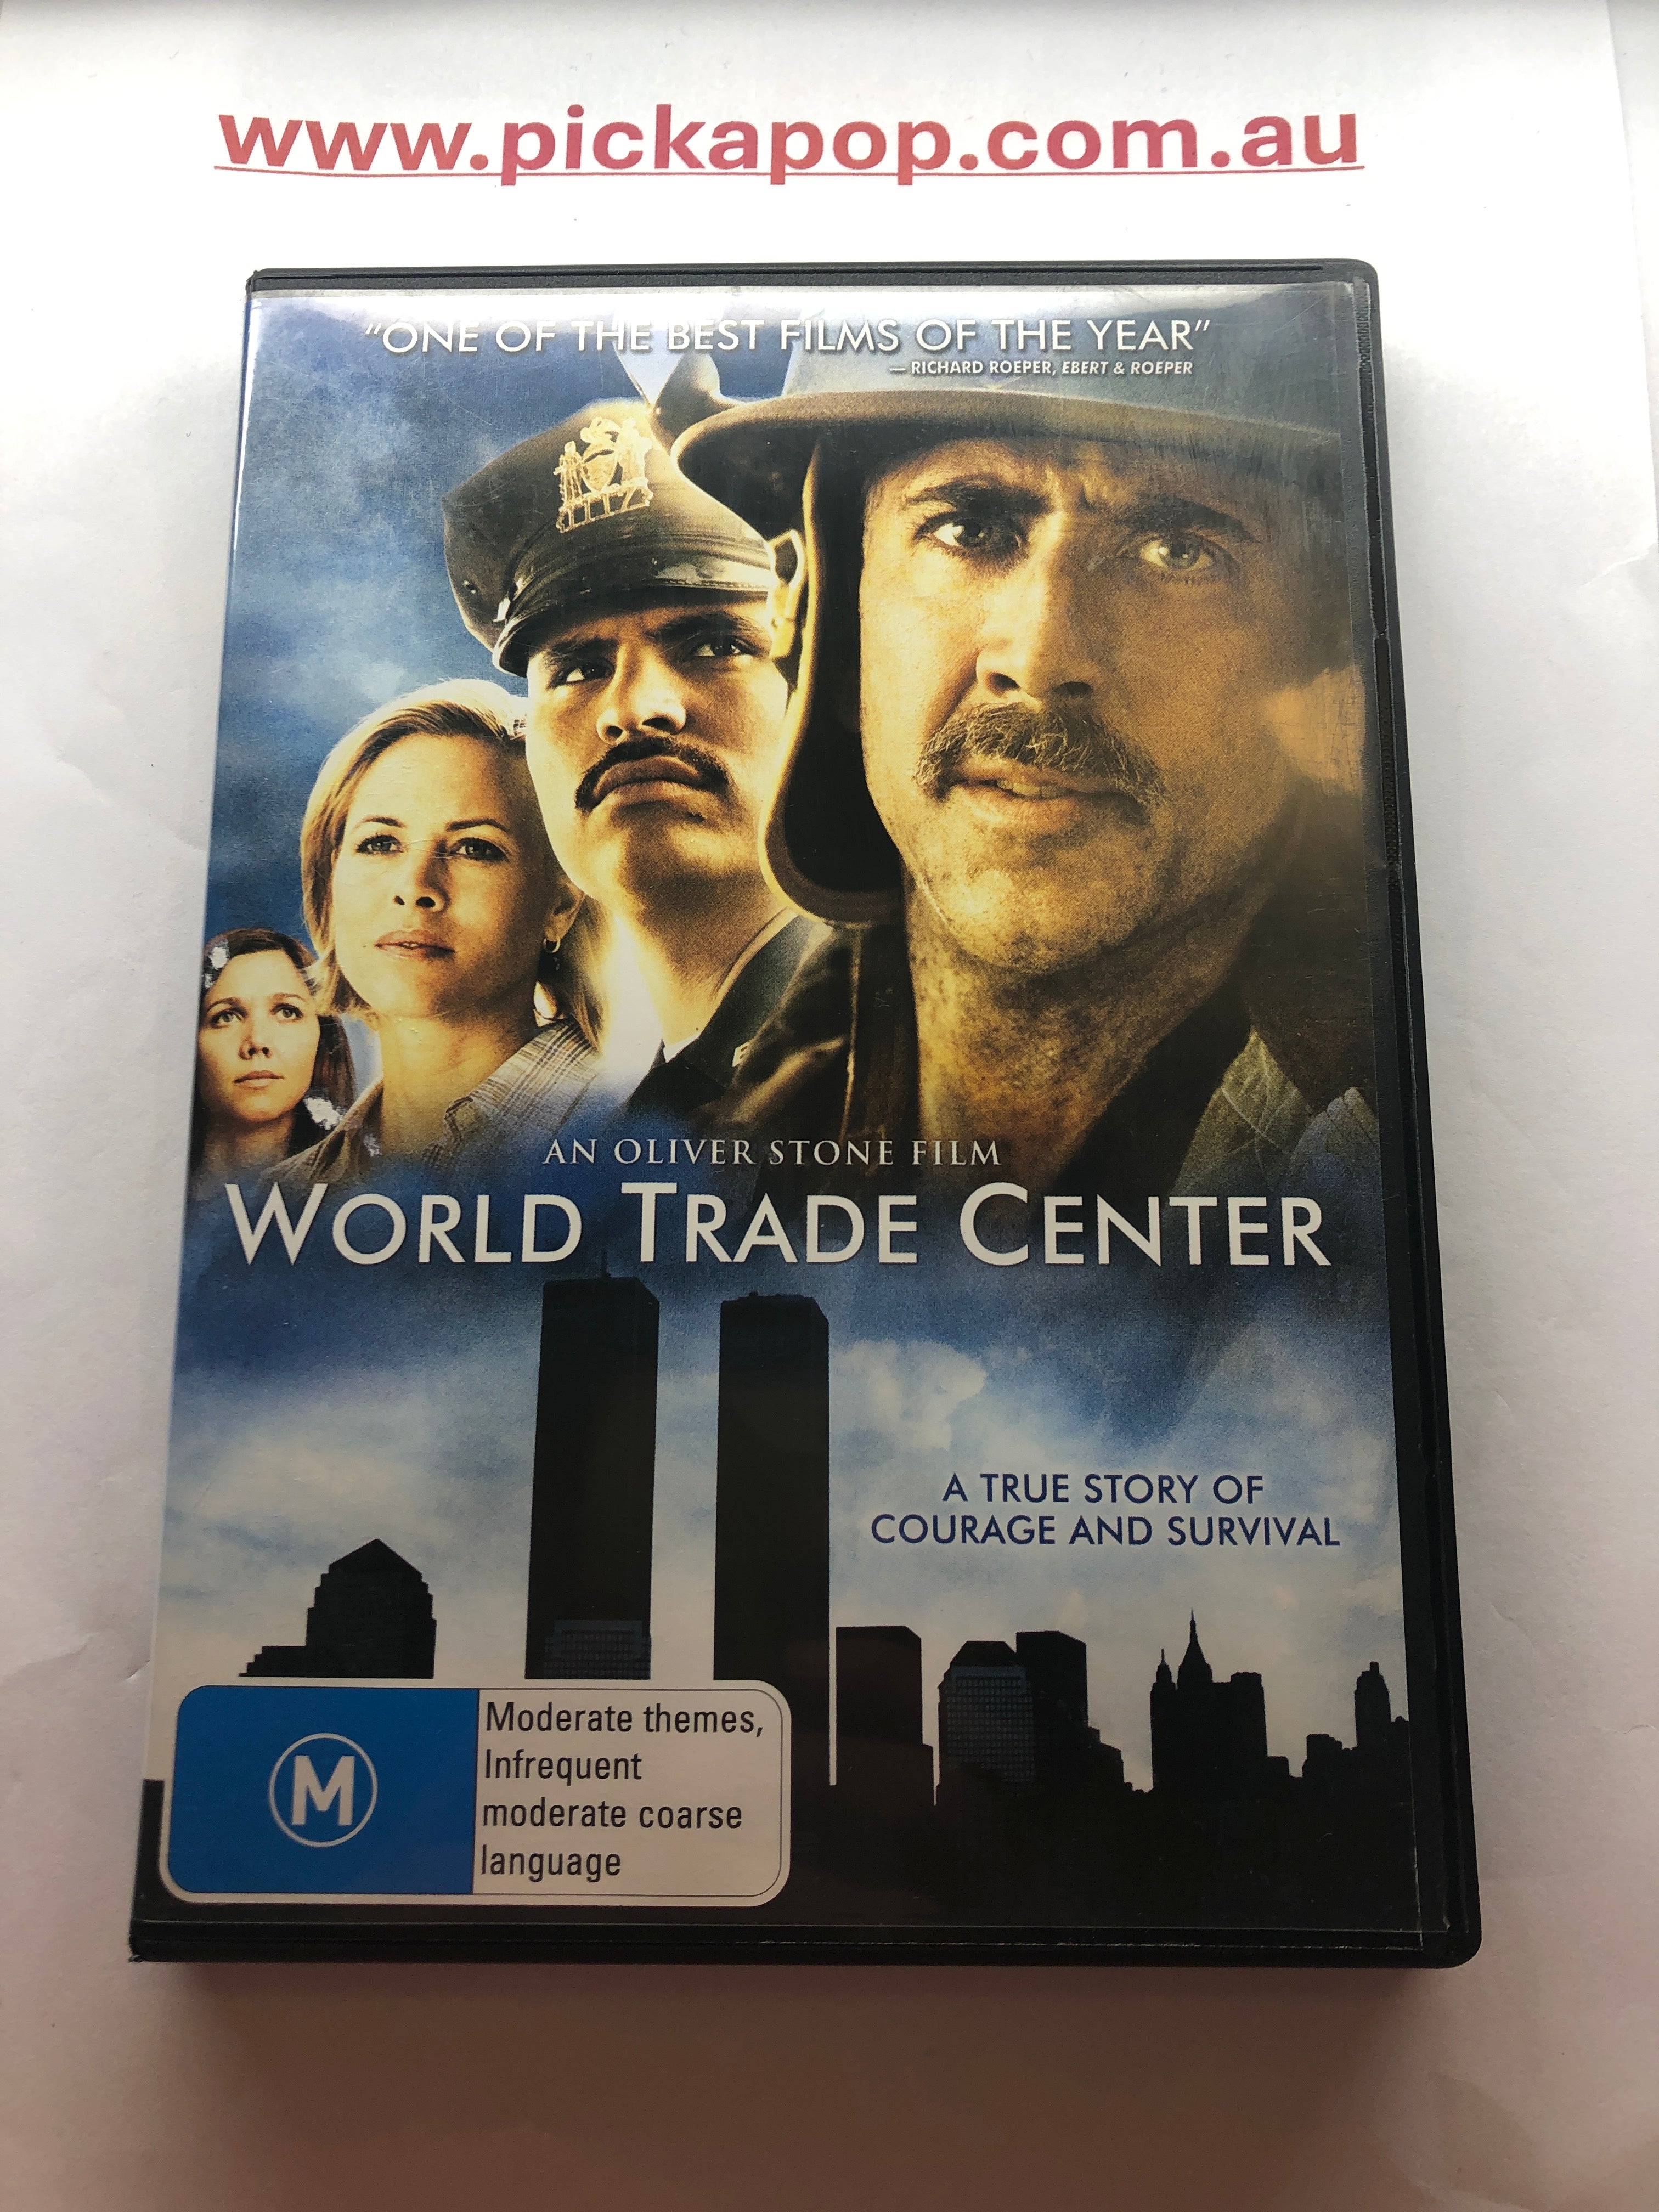 www.pickapop.com.au
“ONE OF THE BEST FILMS OF THE YEAR”
— RICHARD ROEPER, EBERT & ROEPER
AN OLIVER STONE FILM
WORLD TRADE CENTER
A TRUE STORY OF
COURAGE AND SURVIVAL
M
Moderate themes,
Infrequent
moderate coarse
language